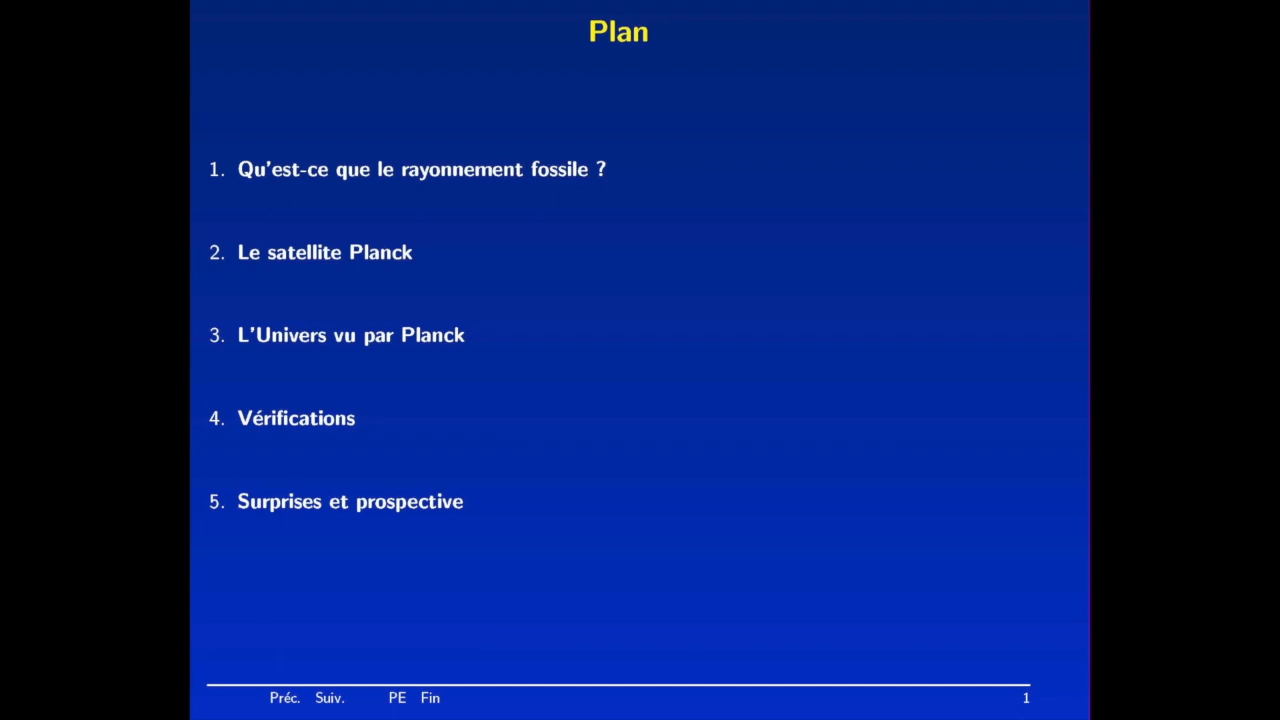 Plan
1. Qu'est-ce que le rayonnement fossile ?
2. Le satellite Planck
3. L'Univers vu par Planck
4. Vérifications
5. Surprises et prospective
Préc. Suiv. PE Fin 1